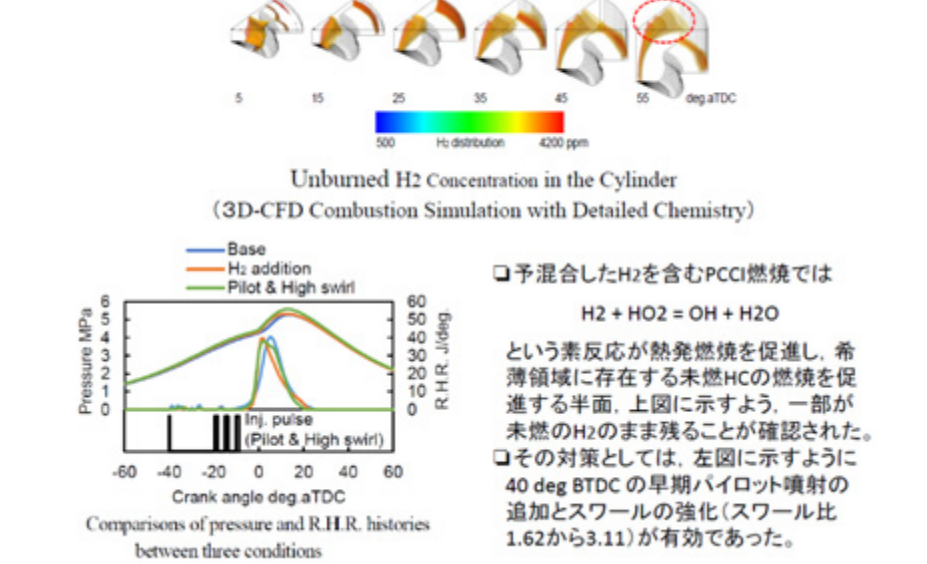 5 15 25 35 45 55 deg.aTDC
500 H2 distribution 4200 ppm
Unburned H2 Concentration in the Cylinder
(3D-CFD Combustion Simulation with Detailed Chemistry)
Base
H2 addition
Pilot & High swirl
Pressure MPa
6
5
4
3
2
1
0
60
50
40
30
20
10
0
R.H.R. J/deg.
Inj. pulse
(Pilot & High swirl)
-60 -40 -20 0 20 40 60
Crank angle deg.aTDC
Comparisons of pressure and R.H.R. histories
between three conditions
❏予混合したH2を含むPCCI燃焼では
H2 + HO2 = OH + H2O
という素反応が熱発燃焼を促進し，希
薄領域に存在する未燃HCの燃焼を促
進する半面，上図に示すよう，一部が
未燃のH2のまま残ることが確認された。
❏その対策としては，左図に示すように
40 deg BTDC の早期パイロット噴射の
追加とスワールの強化（スワール比
1.62から3.11）が有効であった。